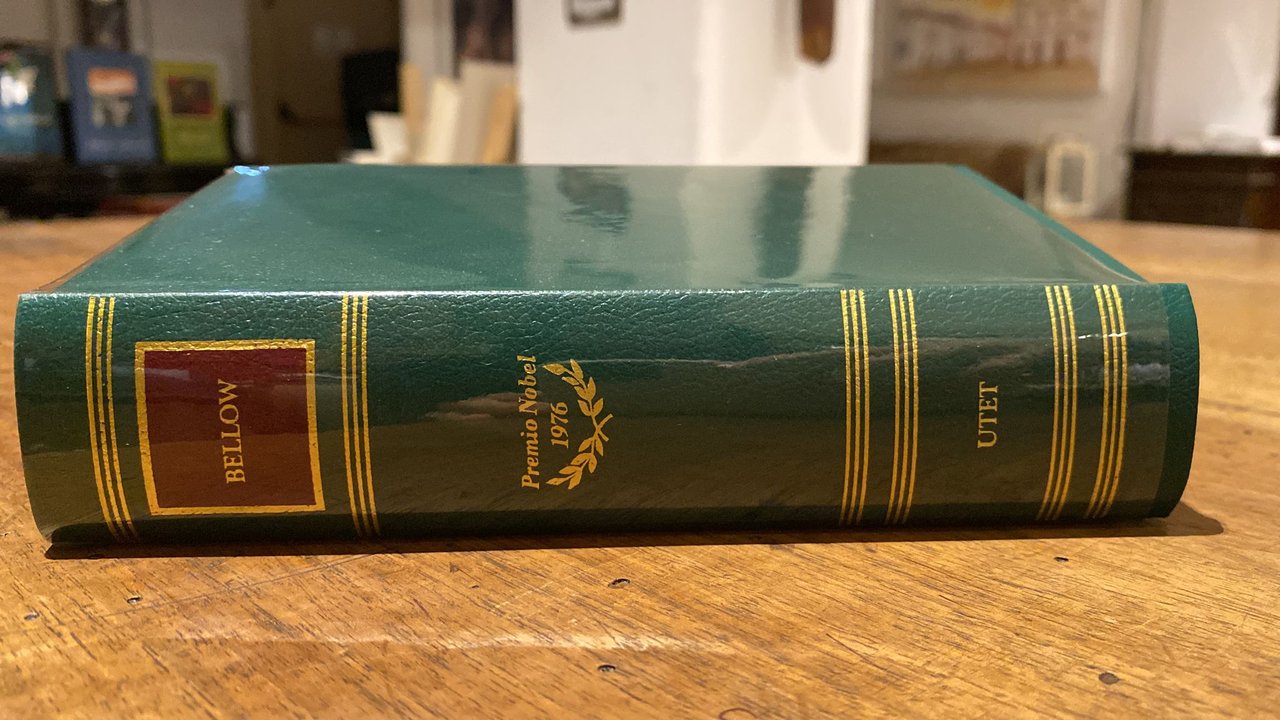 BELLOW
Premio Nobel
1976
UTET